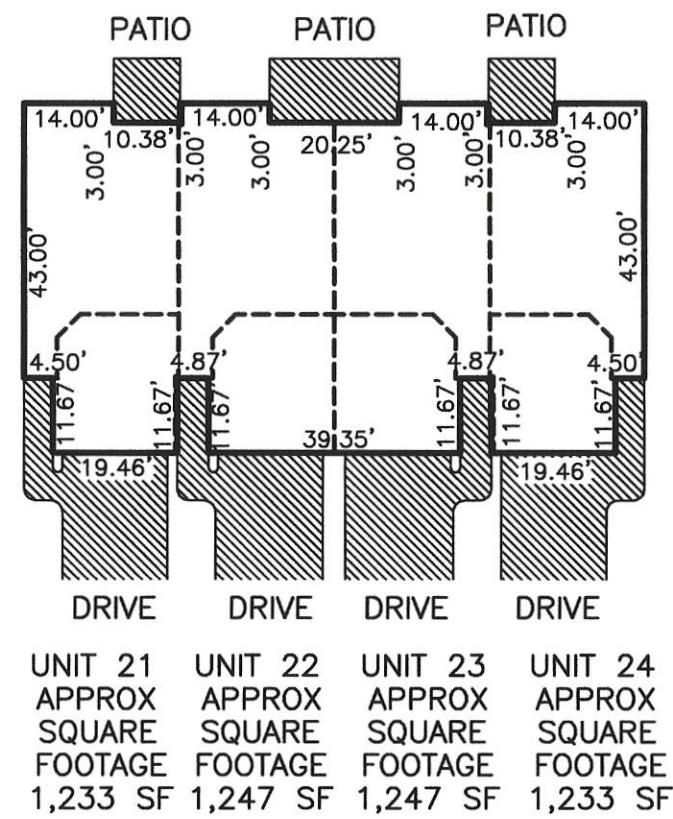 PATIO PATIO PATIO
14.00' 14.00' 14.00' 14.00'
10.38' 20.25' 10.38'
3.00' 3.00' 3.00' 3.00' 3.00' 3.00'
43.00' 43.00'
4.50' 4.87' 4.87' 4.50'
11.67' 11.67' 11.67' 11.67' 11.67' 11.67'
19.46' 39.35' 19.46'
DRIVE DRIVE DRIVE DRIVE
UNIT 21 UNIT 22 UNIT 23 UNIT 24
APPROX APPROX APPROX APPROX
SQUARE SQUARE SQUARE SQUARE
FOOTAGE FOOTAGE FOOTAGE FOOTAGE
1,233 SF 1,247 SF 1,247 SF 1,233 SF